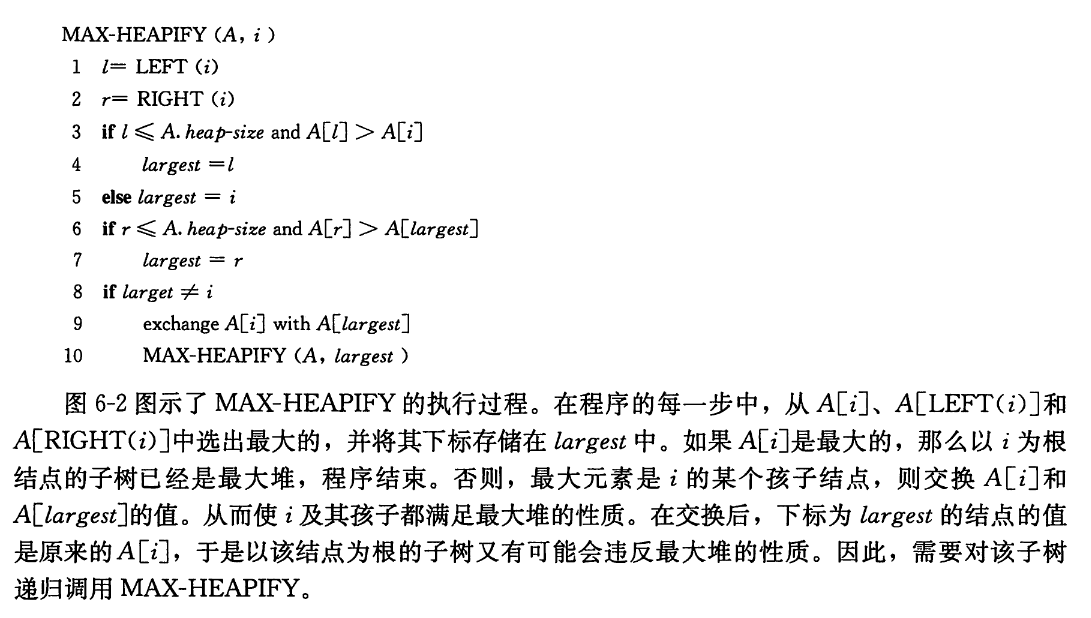 MAX-HEAPIFY (A, i)
1 l= LEFT (i)
2 r= RIGHT (i)
3 if l ⩽ A. heap-size and A[l] > A[i]
4 largest =l
5 else largest = i
6 if r ⩽ A. heap-size and A[r] > A[largest]
7 largest = r
8 if larget ≠ i
9 exchange A[i] with A[largest]
10 MAX-HEAPIFY (A, largest )
图 6-2 图示了 MAX-HEAPIFY 的执行过程。在程序的每一步中，从 A[i]、A[LEFT(i)]和
A[RIGHT(i)]中选出最大的，并将其下标存储在 largest 中。如果 A[i]是最大的，那么以 i 为根
结点的子树已经是最大堆，程序结束。否则，最大元素是 i 的某个孩子结点，则交换 A[i]和
A[largest]的值。从而使 i 及其孩子都满足最大堆的性质。在交换后，下标为 largest 的结点的值
是原来的A[i]，于是以该结点为根的子树又有可能会违反最大堆的性质。因此，需要对该子树
递归调用 MAX-HEAPIFY。